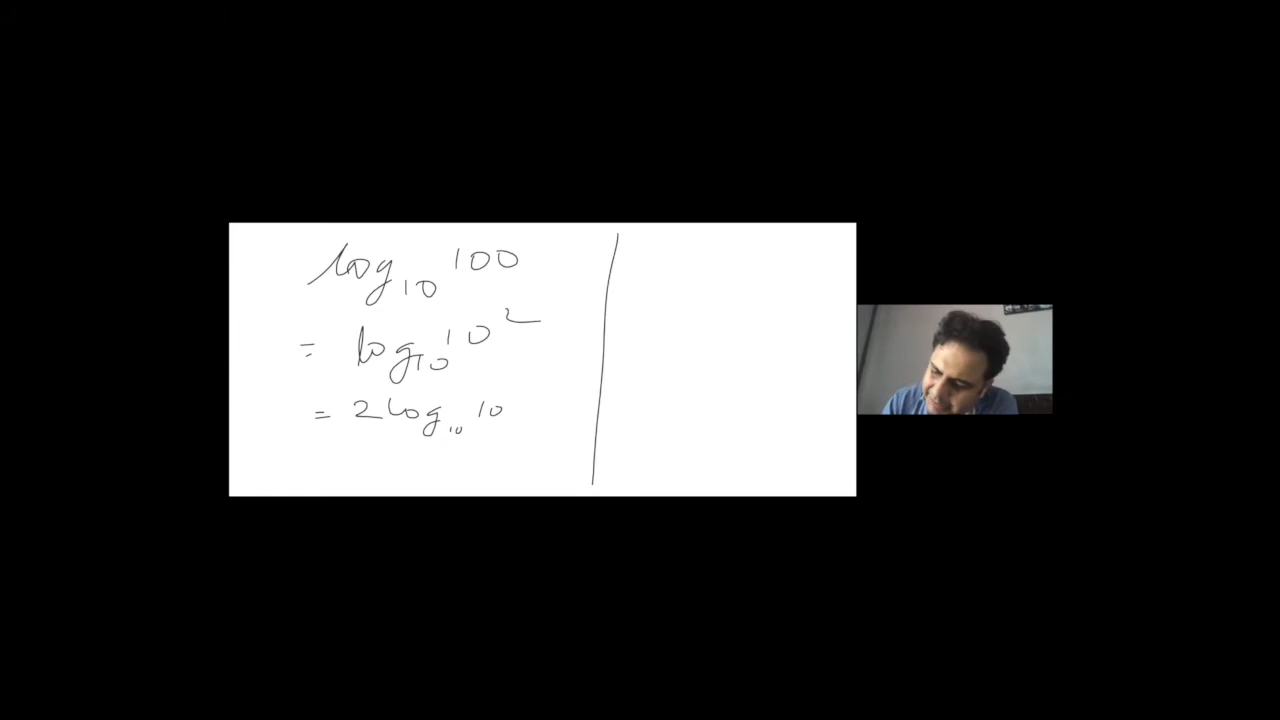 log₁₀ 100
= log₁₀ 10²
= 2 log₁₀ 10